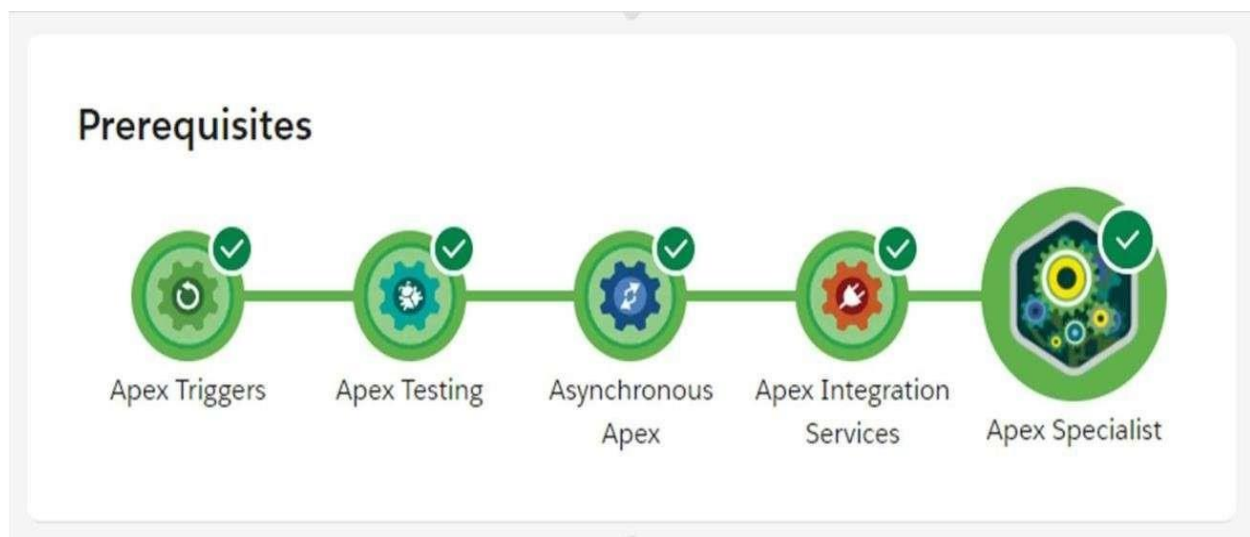 Prerequisites
Apex Triggers
Apex Testing
Asynchronous
Apex
Apex Integration
Services
Apex Specialist